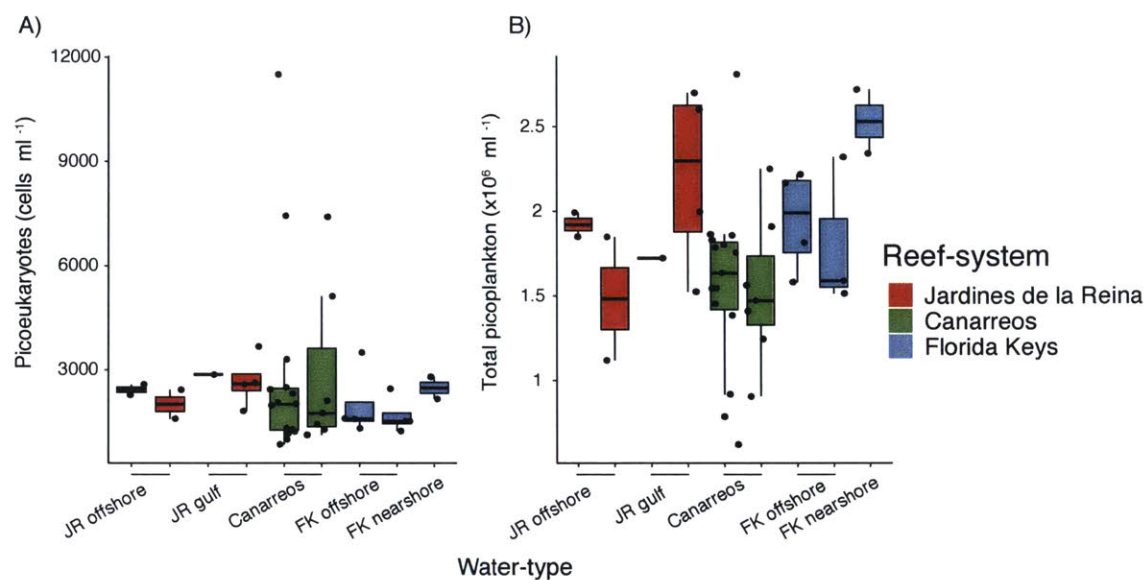 A)
Picoeukaryotes (cells ml -1)
12000
9000
6000
3000
JR offshore
JR gulf
Canarreos
FK offshore
FK nearshore
B)
Total picoplankton (x10⁶ ml -1)
2.5
2
1.5
1
JR offshore
JR gulf
Canarreos
FK offshore
FK nearshore
Water-type
Reef-system
Jardines de la Reina
Canarreos
Florida Keys